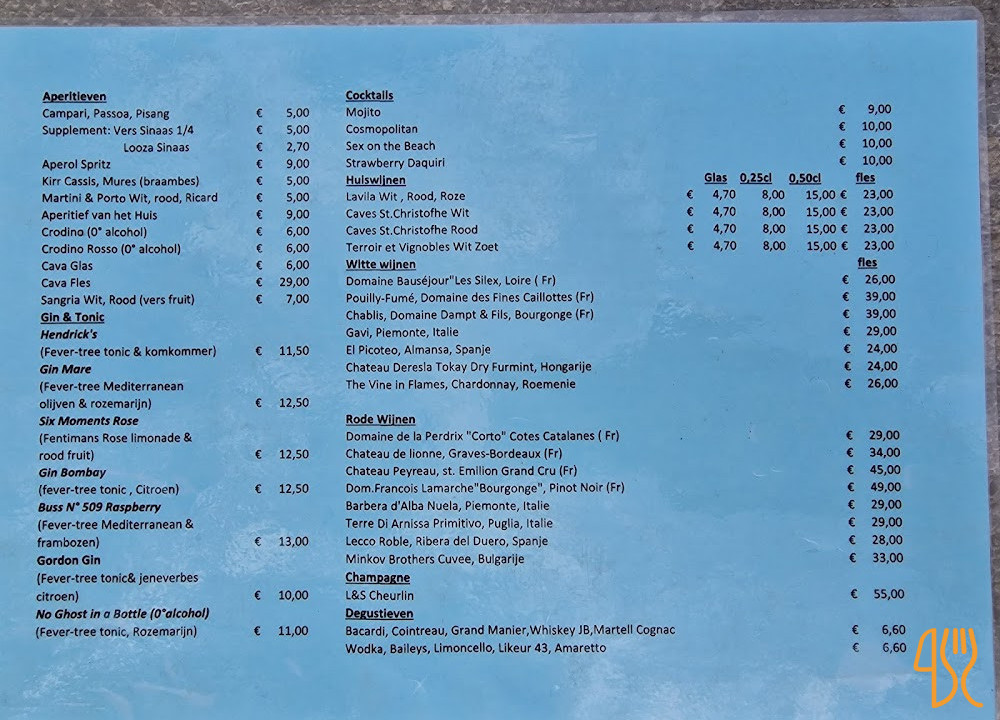 Aperitieven
Campari, Passoa, Pisang € 5,00
Supplement: Vers Sinaas 1/4 € 5,00
Looza Sinaas € 2,70
Aperol Spritz € 9,00
Kirr Cassis, Mures (braambes) € 5,00
Martini & Porto Wit, rood, Ricard € 5,00
Aperitief van het Huis € 9,00
Crodino (0° alcohol) € 6,00
Crodino Rosso (0° alcohol) € 6,00
Cava Glas € 6,00
Cava Fles € 29,00
Sangria Wit, Rood (vers fruit) € 7,00
Gin & Tonic
Hendrick's
(Fever-tree tonic & komkommer) € 11,50
Gin Mare
(Fever-tree Mediterranean
olijven & rozemarijn) € 12,50
Six Moments Rose
(Fentimans Rose limonade &
rood fruit) € 12,50
Gin Bombay
(fever-tree tonic , Citroen) € 12,50
Buss N° 509 Raspberry
(Fever-tree Mediterranean &
frambozen) € 13,00
Gordon Gin
(Fever-tree tonic& jeneverbes
citroen) € 10,00
No Ghost in a Bottle (0°alcohol)
(Fever-tree tonic, Rozemarijn) € 11,00
Cocktails
Mojito € 9,00
Cosmopolitan € 10,00
Sex on the Beach € 10,00
Strawberry Daquiri € 10,00
Huiswijnen Glas 0,25cl 0,50cl fles
Lavila Wit , Rood, Roze € 4,70 8,00 15,00 € 23,00
Caves St.Christofhe Wit € 4,70 8,00 15,00 € 23,00
Caves St.Christofhe Rood € 4,70 8,00 15,00 € 23,00
Terroir et Vignobles Wit Zoet € 4,70 8,00 15,00 € 23,00
Witte wijnen fles
Domaine Bauséjour"Les Silex, Loire ( Fr) € 26,00
Pouilly-Fumé, Domaine des Fines Caillottes (Fr) € 39,00
Chablis, Domaine Dampt & Fils, Bourgonge (Fr) € 39,00
Gavi, Piemonte, Italie € 29,00
El Picoteo, Almansa, Spanje € 24,00
Chateau Deresla Tokay Dry Furmint, Hongarije € 24,00
The Vine in Flames, Chardonnay, Roemenie € 26,00
Rode Wijnen
Domaine de la Perdrix "Corto" Cotes Catalanes ( Fr) € 29,00
Chateau de lionne, Graves-Bordeaux (Fr) € 34,00
Chateau Peyreau, st. Emilion Grand Cru (Fr) € 45,00
Dom.Francois Lamarche"Bourgonge", Pinot Noir (Fr) € 49,00
Barbera d'Alba Nuela, Piemonte, Italie € 29,00
Terre Di Arnissa Primitivo, Puglia, Italie € 29,00
Lecco Roble, Ribera del Duero, Spanje € 28,00
Minkov Brothers Cuvee, Bulgarije € 33,00
Champagne
L&S Cheurlin € 55,00
Degustieven
Bacardi, Cointreau, Grand Manier,Whiskey JB,Martell Cognac € 6,60
Wodka, Baileys, Limoncello, Likeur 43, Amaretto € 6,60